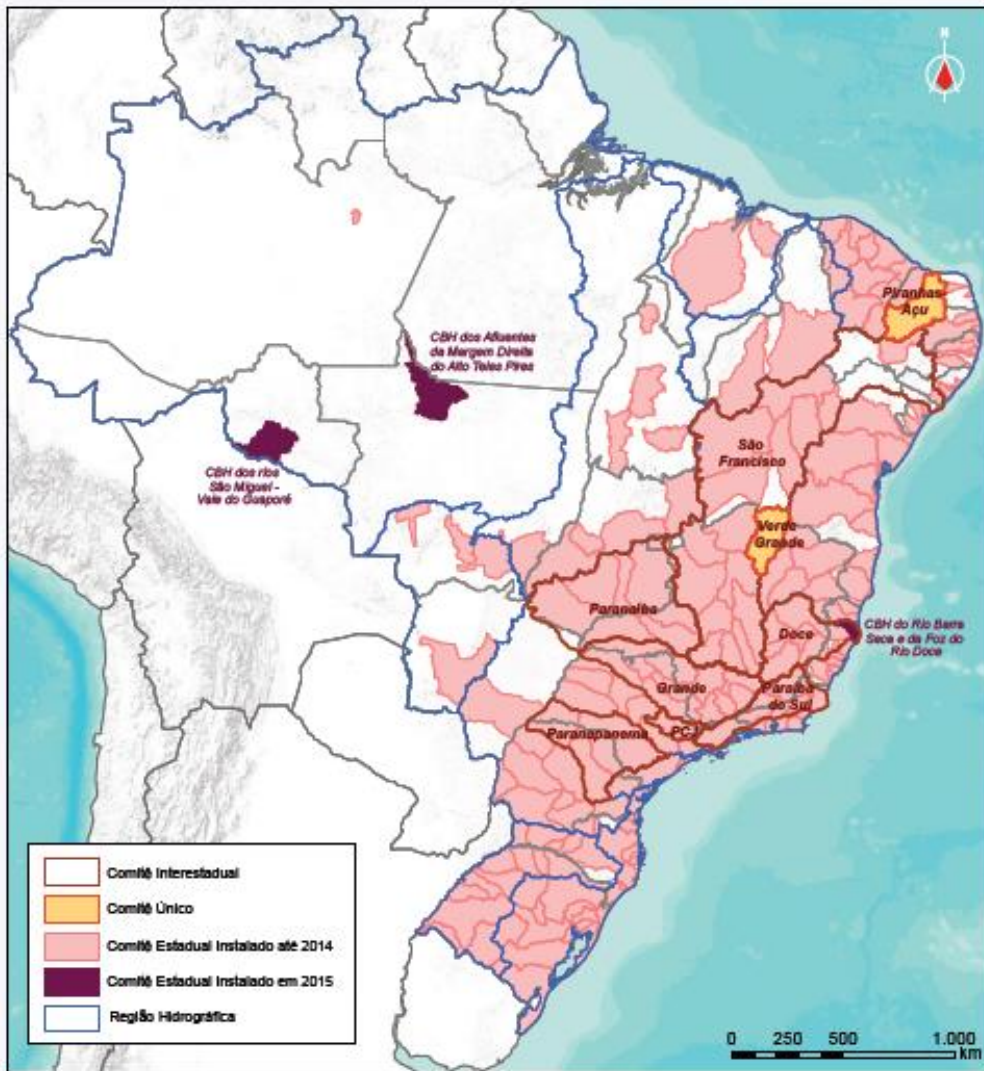 N
Piranhas-
Açu
CBH dos Afluentes
da Margem Direita
do Alto Teles Pires
São
Francisco
CBH dos rios
São Miguel -
Vale do Guaporé
Verde
Grande
Paranaíba
Doce
CBH do Rio Barra
Seca e da Foz do
Rio Doce
Grande
Paraíba
do Sul
Paranapanema
PCJ
Comitê Interestadual
Comitê Único
Comitê Estadual Instalado até 2014
Comitê Estadual Instalado em 2015
Região Hidrográfica
0 250 500 1.000
km